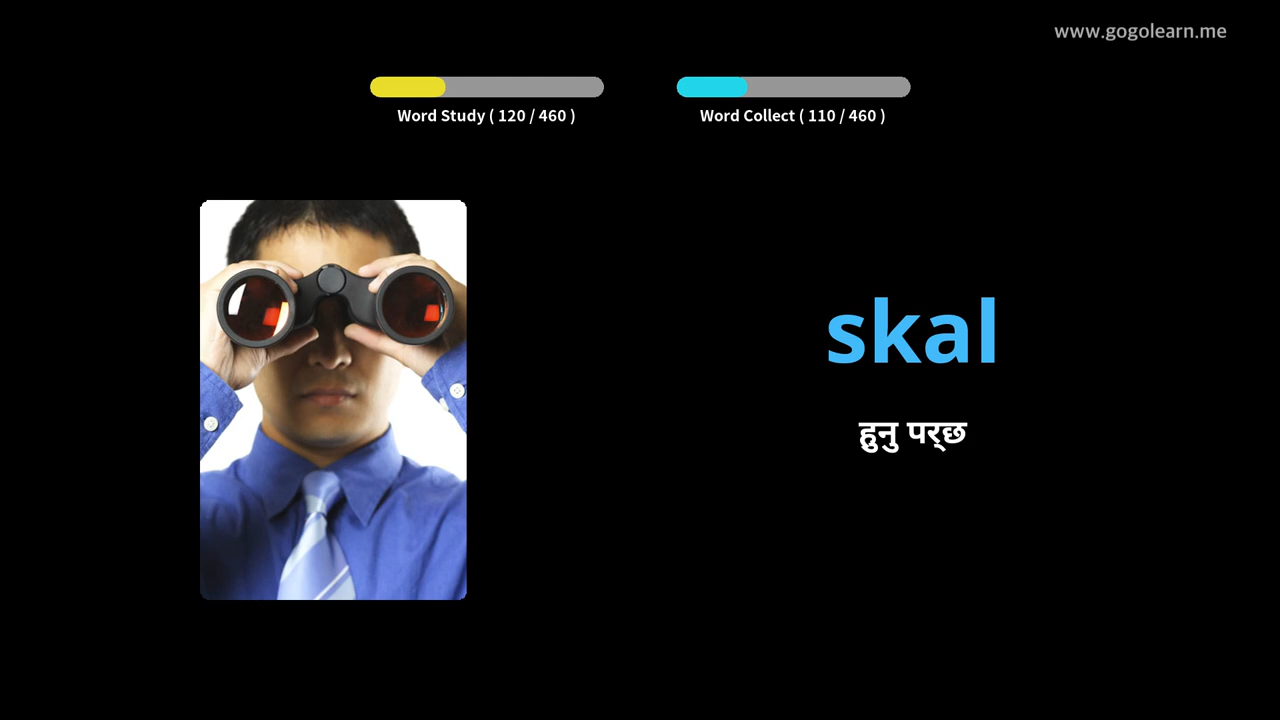 www.gogolearn.me
Word Study ( 120 / 460 )
Word Collect ( 110 / 460 )
skal
हुनु पर्छ